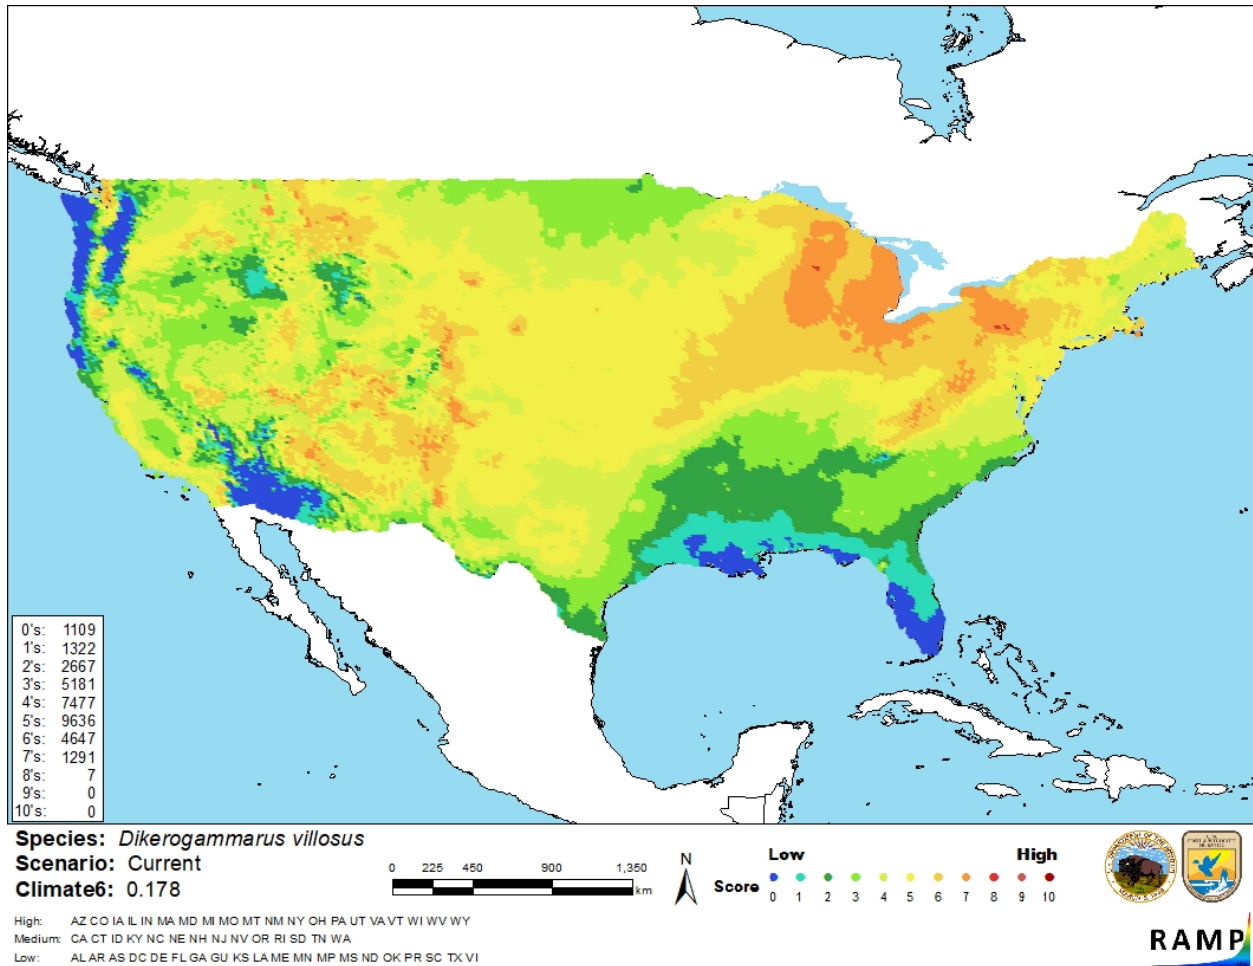 0's: 1109
1's: 1322
2's: 2667
3's: 5181
4's: 7477
5's: 9636
6's: 4647
7's: 1291
8's: 7
9's: 0
10's: 0
Species: Dikerogammarus villosus
Scenario: Current
Climate6: 0.178
0 225 450 900 1,350
km
N
Low High
Score
0 1 2 3 4 5 6 7 8 9 10
High: AZ CO IA IL IN MA MD MI MO MT NM NY OH PA UT VA VT WI WV WY
Medium: CA CT ID KY NC NE NH NJ NV OR RI SD TN WA
Low: AL AR AS DC DE FL GA GU KS LA ME MN MP MS ND OK PR SC TX VI
U.S.
FISH & WILDLIFE
SERVICE
RAMP